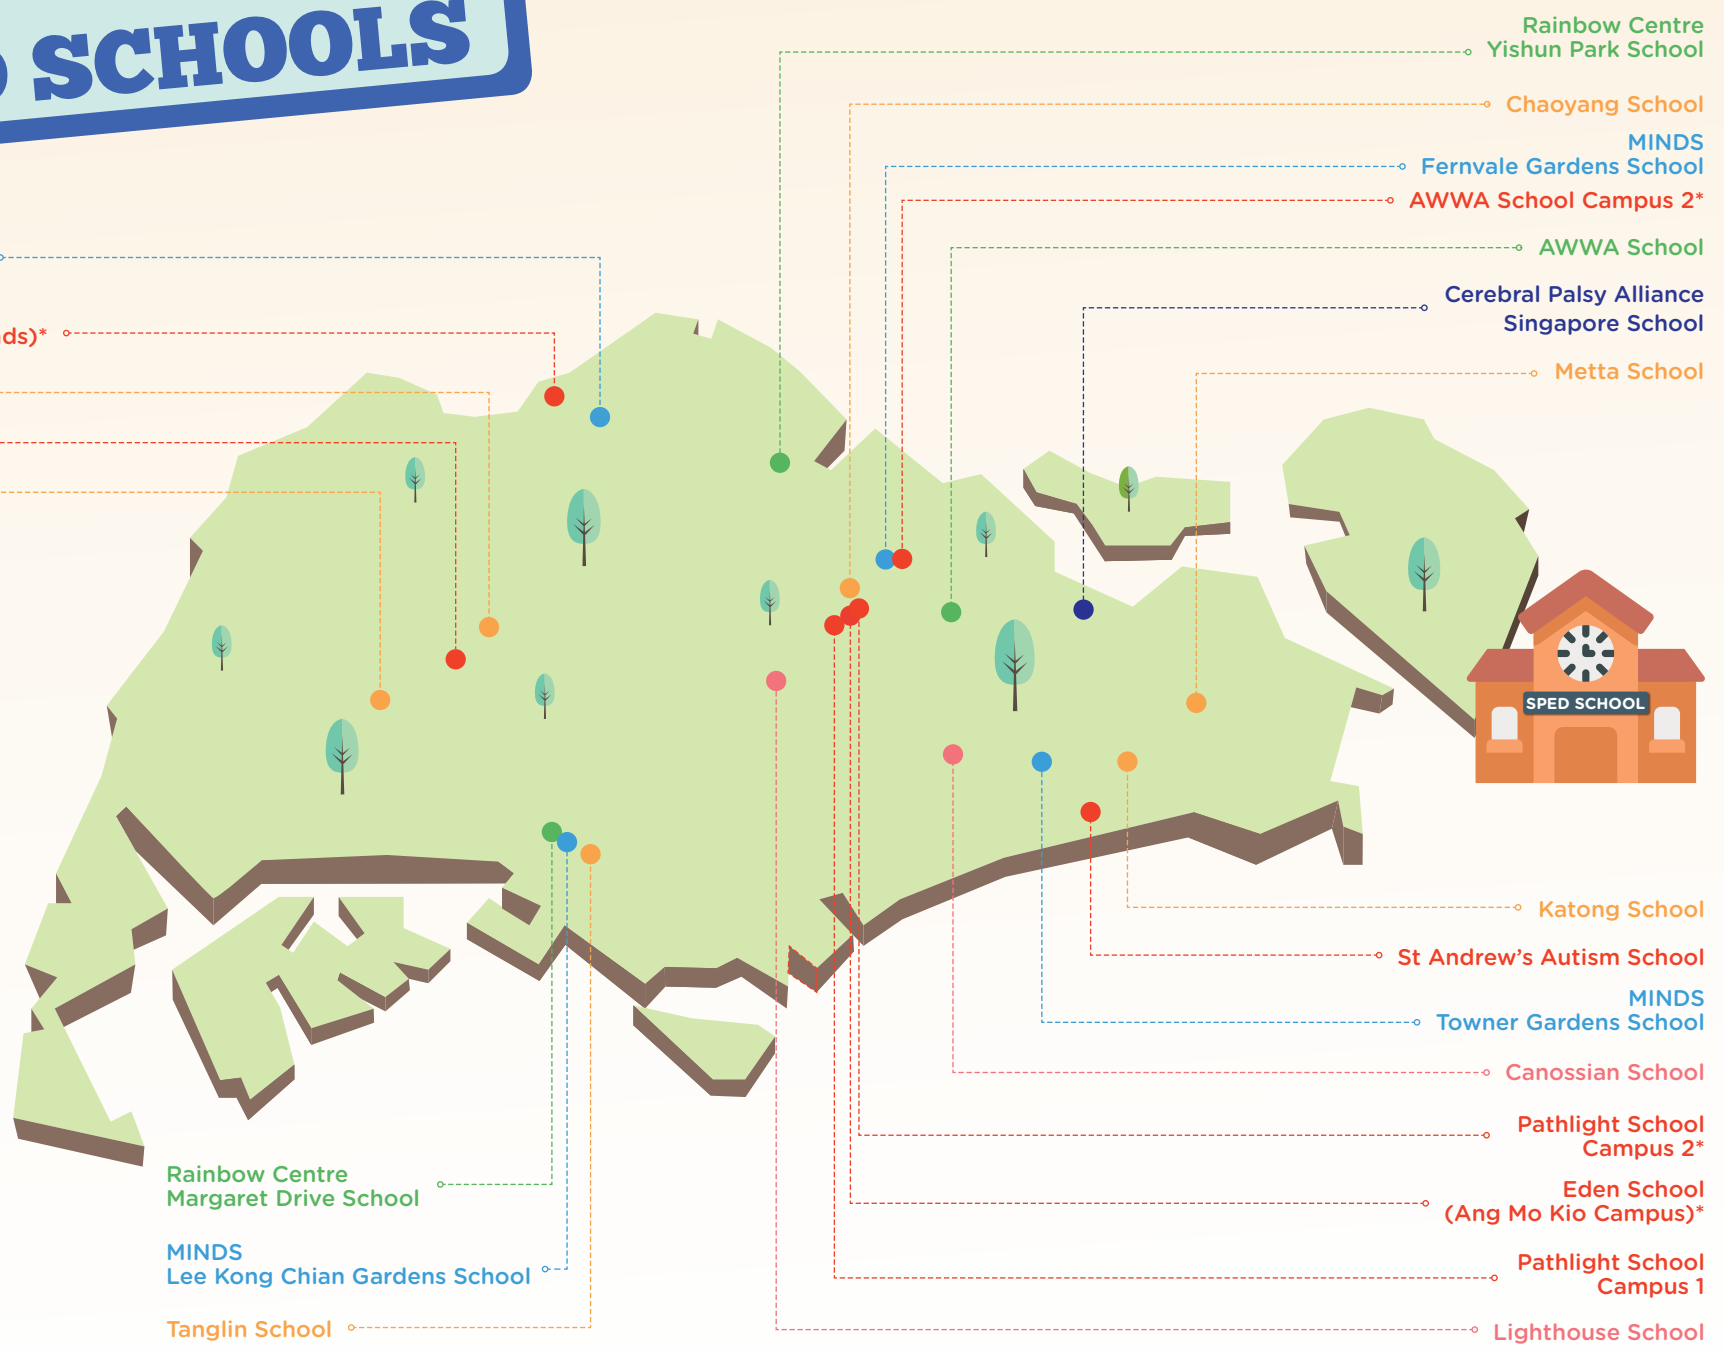 SCHOOLS
Rainbow Centre
Yishun Park School
Chaoyang School
MINDS
Fernvale Gardens School
AWWA School Campus 2*
AWWA School
Cerebral Palsy Alliance
Singapore School
Metta School
ds)*
SPED SCHOOL
Katong School
St Andrew’s Autism School
MINDS
Towner Gardens School
Canossian School
Pathlight School
Campus 2*
Eden School
(Ang Mo Kio Campus)*
Pathlight School
Campus 1
Lighthouse School
Rainbow Centre
Margaret Drive School
MINDS
Lee Kong Chian Gardens School
Tanglin School